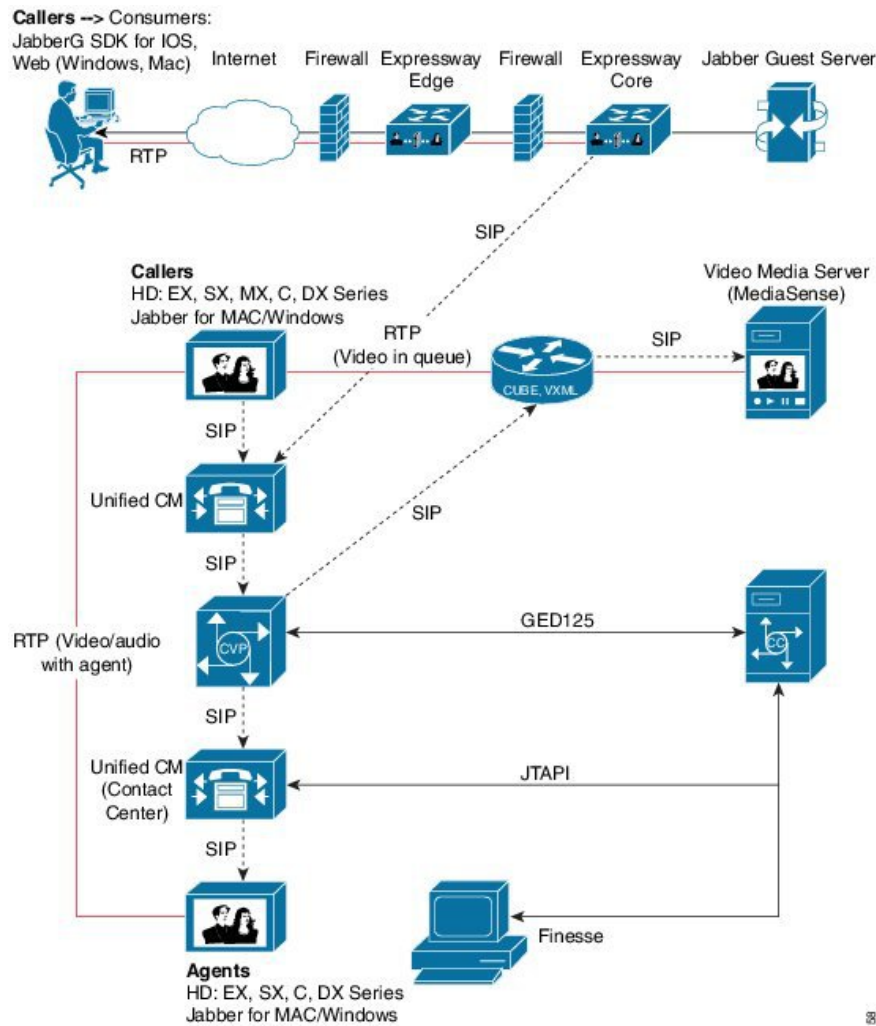 Callers --> Consumers:
JabberG SDK for IOS,
Web (Windows, Mac)
Internet
Firewall
Expressway
Edge
Firewall
Expressway
Core
Jabber Guest Server
RTP
SIP
Callers
HD: EX, SX, MX, C, DX Series
Jabber for MAC/Windows
Video Media Server
(MediaSense)
RTP
(Video in queue)
SIP
CUBE, VXML
SIP
Unified CM
SIP
SIP
RTP (Video/audio
with agent)
CVP
GED125
CC
SIP
Unified CM
(Contact
Center)
JTAPI
SIP
Finesse
Agents
HD: EX, SX, C, DX Series
Jabber for MAC/Windows